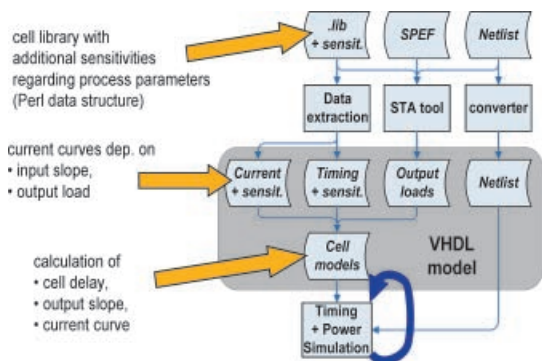 cell library with
additional sensitivities
regarding process parameters
(Perl data structure)
.lib
+ sensit.
SPEF
Netlist
Data
extraction
STA tool
converter
current curves dep. on
• input slope,
• output load
Current
+ sensit.
Timing
+ sensit.
Output
loads
Netlist
calculation of
• cell delay,
• output slope,
• current curve
Cell
models
VHDL
model
Timing
+ Power
Simulation